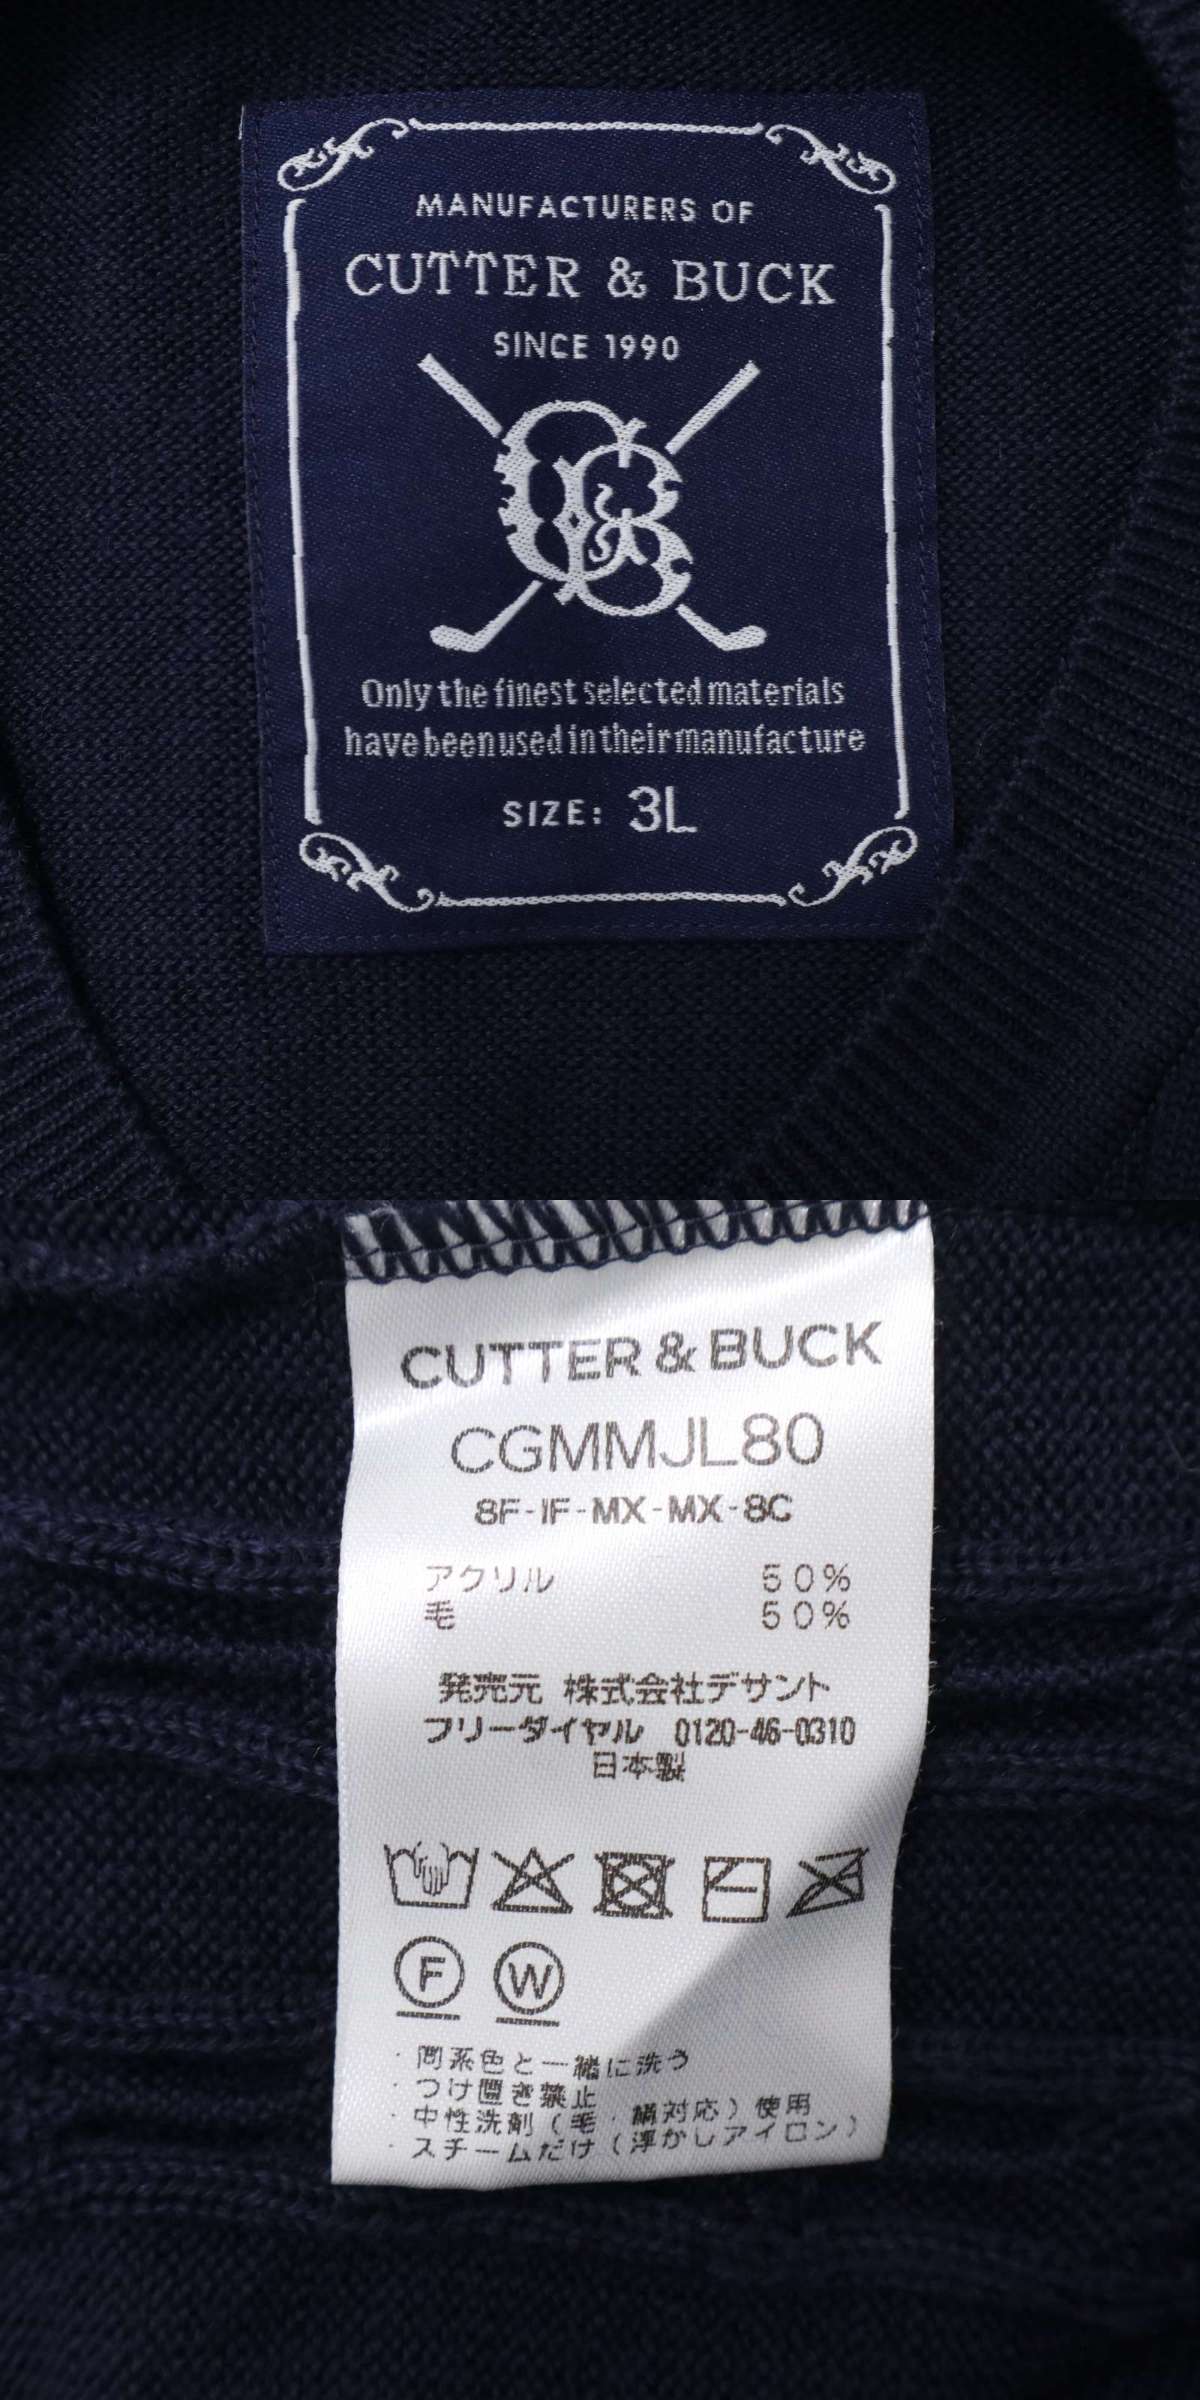 MANUFACTURERS OF
CUTTER & BUCK
SINCE 1990
Only the finest selected materials
have been used in their manufacture
SIZE: 3L
CUTTER & BUCK
CGMMJL80
8F-IF-MX-MX-8C
アクリル 50%
毛 50%
発売元 株式会社デサント
フリーダイヤル 0120-46-0310
日本製
F W
・同系色と一緒に洗う
・つけ置き禁止
・中性洗剤(毛・絹対応)使用
・スチームだけ(浮かしアイロン)